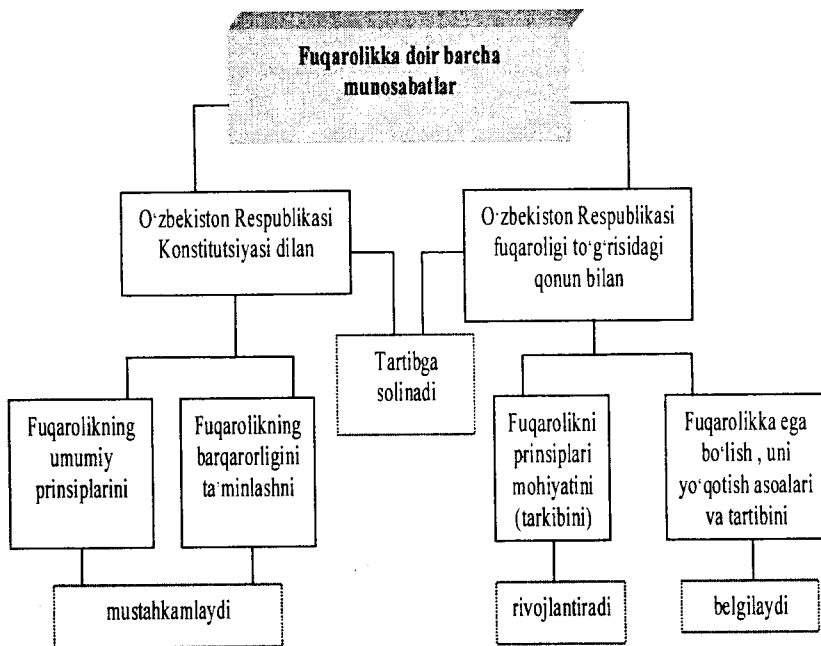 Fuqarolikka doir barcha
munosabatlar
O‘zbekiston Respublikasi
Konstitutsiyasi dilan
O‘zbekiston Respublikasi
fuqaroligi to‘g‘risidagi
qonun bilan
Tartibga
solinadi
Fuqarolikning
umumiy
prinsiplarini
Fuqarolikning
barqarorligini
ta'minlashni
Fuqarolikni
prinsiplari
mohiyatini
(tarkibini)
Fuqarolikka ega
bo‘lish , uni
yo‘qotish asoalari
va tartibini
mustahkamlaydi
rivojlantiradi
belgilaydi